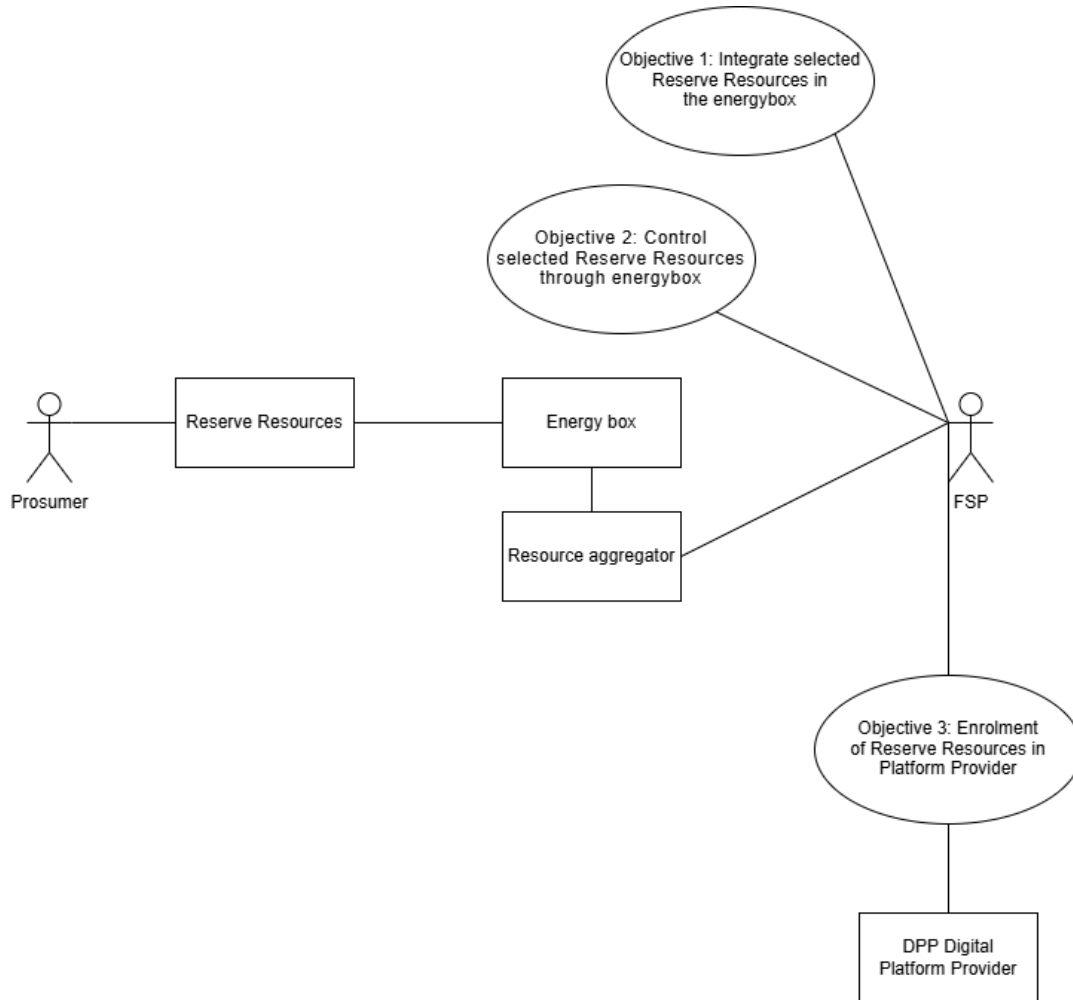 Objective 1: Integrate selected
Reserve Resources in
the energybox
Objective 2: Control
selected Reserve Resources
through energybox
Reserve Resources
Energy box
Prosumer
FSP
Resource aggregator
Objective 3: Enrolment
of Reserve Resources in
Platform Provider
DPP Digital
Platform Provider